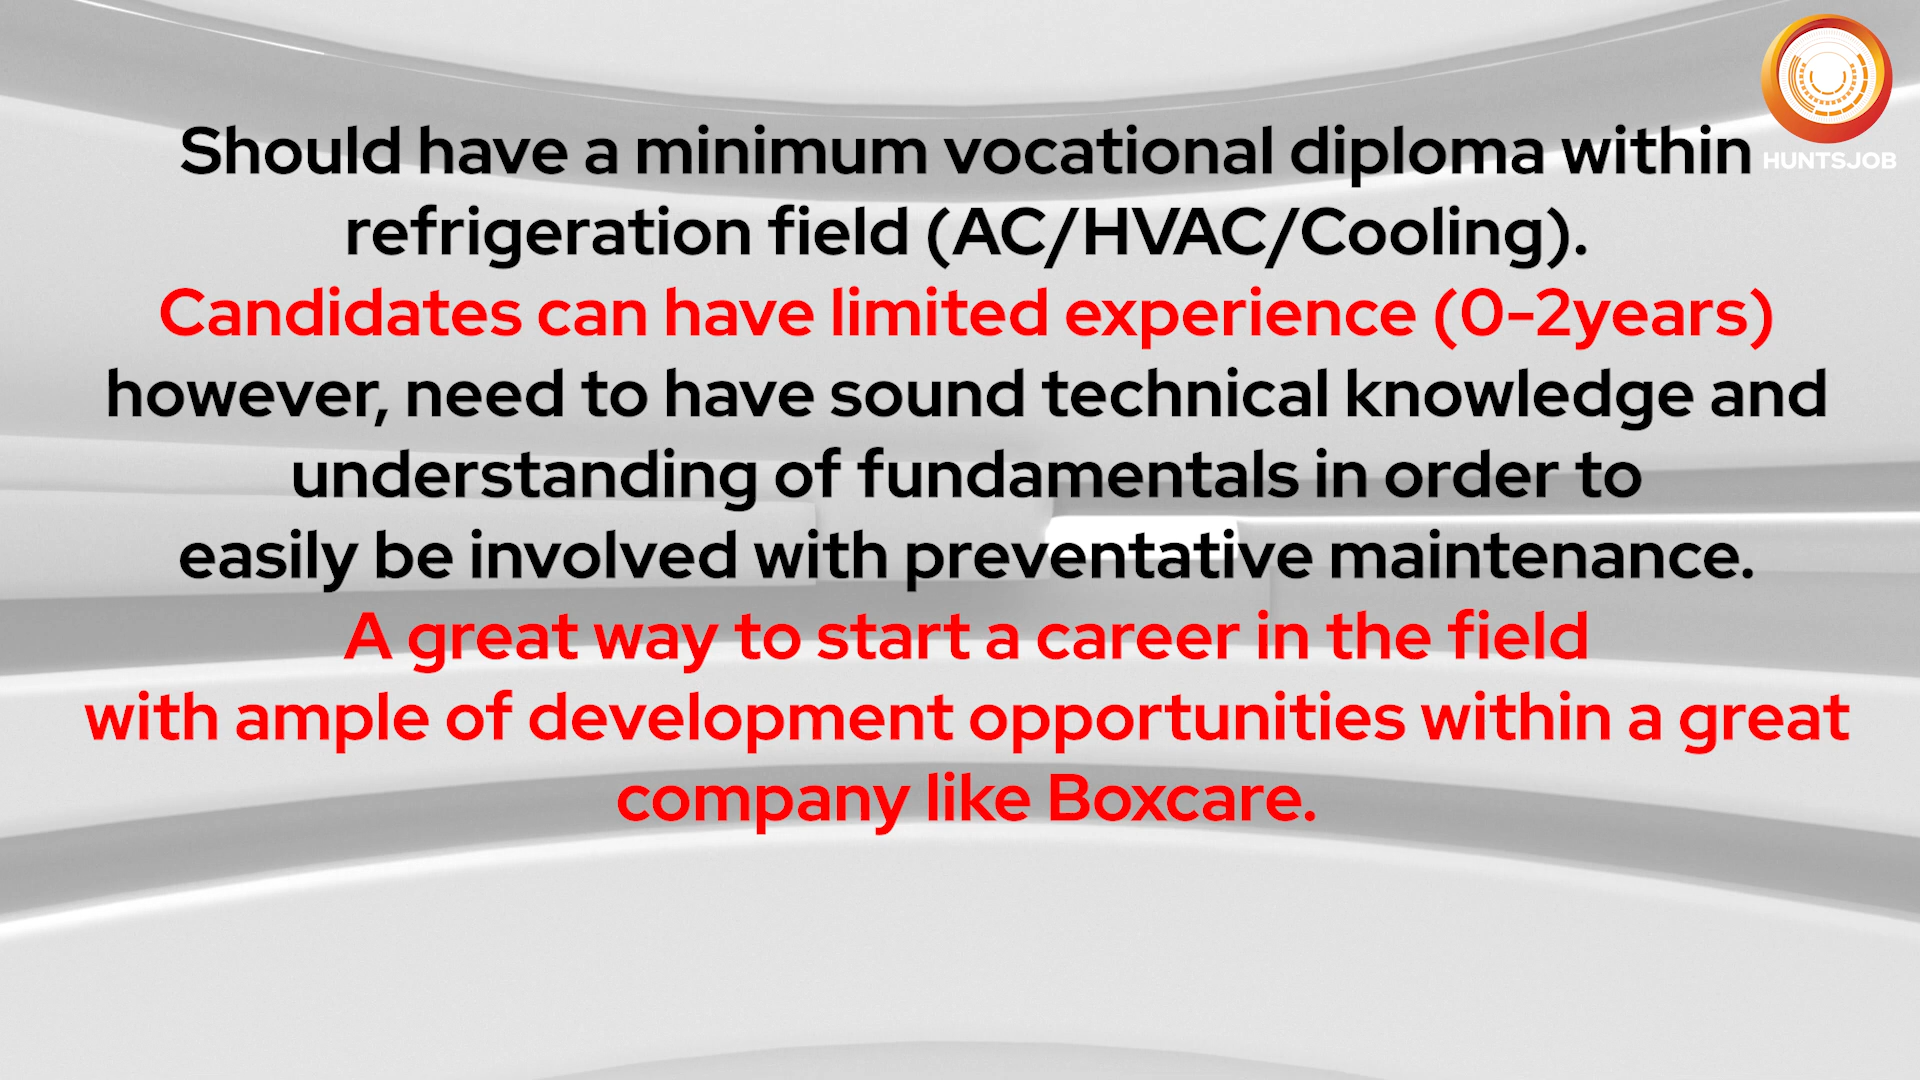 HUNTSJOB
Should have a minimum vocational diploma within
refrigeration field (AC/HVAC/Cooling).
Candidates can have limited experience (0-2years)
however, need to have sound technical knowledge and
understanding of fundamentals in order to
easily be involved with preventative maintenance.
A great way to start a career in the field
with ample of development opportunities within a great
company like Boxcare.